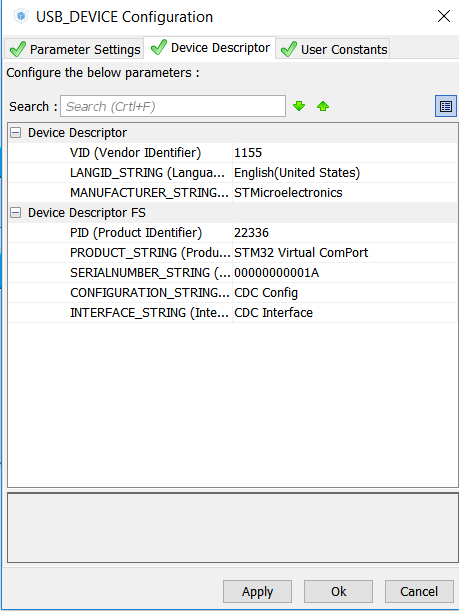 USB_DEVICE Configuration
Parameter Settings Device Descriptor User Constants
Configure the below parameters :
Search : Search (Crtl+F)
Device Descriptor
VID (Vendor IDentifier) 1155
LANGID_STRING (Langua... English(United States)
MANUFACTURER_STRING... STMicroelectronics
Device Descriptor FS
PID (Product IDentifier) 22336
PRODUCT_STRING (Produ... STM32 Virtual ComPort
SERIALNUMBER_STRING (... 00000000001A
CONFIGURATION_STRING... CDC Config
INTERFACE_STRING (Inte... CDC Interface
Apply Ok Cancel